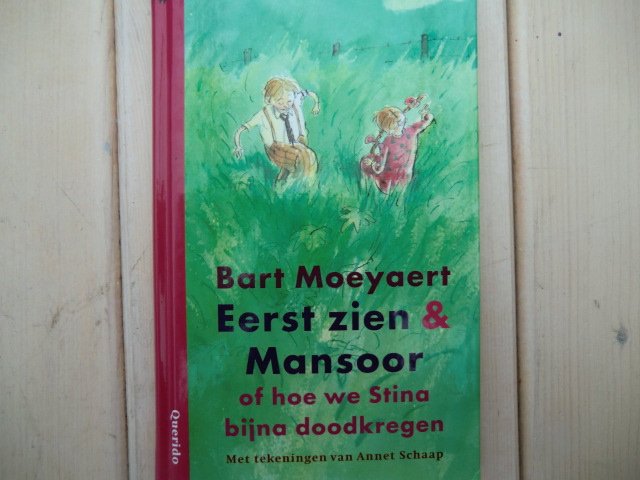 Bart Moeyaert
Eerst zien &
Mansoor
of hoe we Stina
bijna doodkregen
Met tekeningen van Annet Schaap
Querido